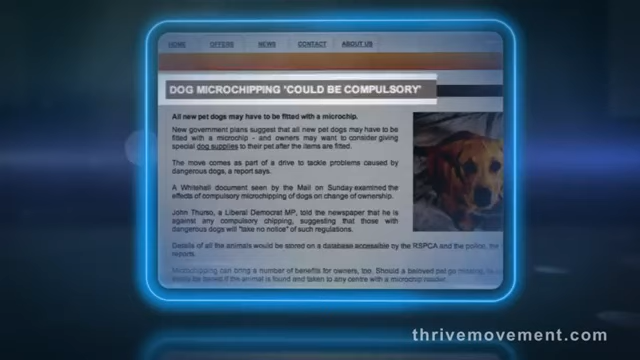 HOME OFFERS NEWS CONTACT ABOUT US
DOG MICROCHIPPING 'COULD BE COMPULSORY'
All new pet dogs may have to be fitted with a microchip.
New government plans suggest that all new pet dogs may have to be
fitted with a microchip - and owners may want to consider giving
special dog supplies to their pet after the items are fitted.
The move comes as part of a drive to tackle problems caused by
dangerous dogs, a report says.
A Whitehall document seen by the Mail on Sunday examined the
effects of compulsory microchipping of dogs on change of ownership.
John Thurso, a Liberal Democrat MP, told the newspaper that he is
against any compulsory chipping, suggesting that those with
dangerous dogs will "take no notice" of such regulations.
Details of all the animals would be stored on a database accessible by the RSPCA and the police, the
reports.
Microchipping can bring a number of benefits for owners, too. Should a beloved pet go missing,
easily be found if the animal is found and taken to any centre with a microchip reader.
thrivemovement.com